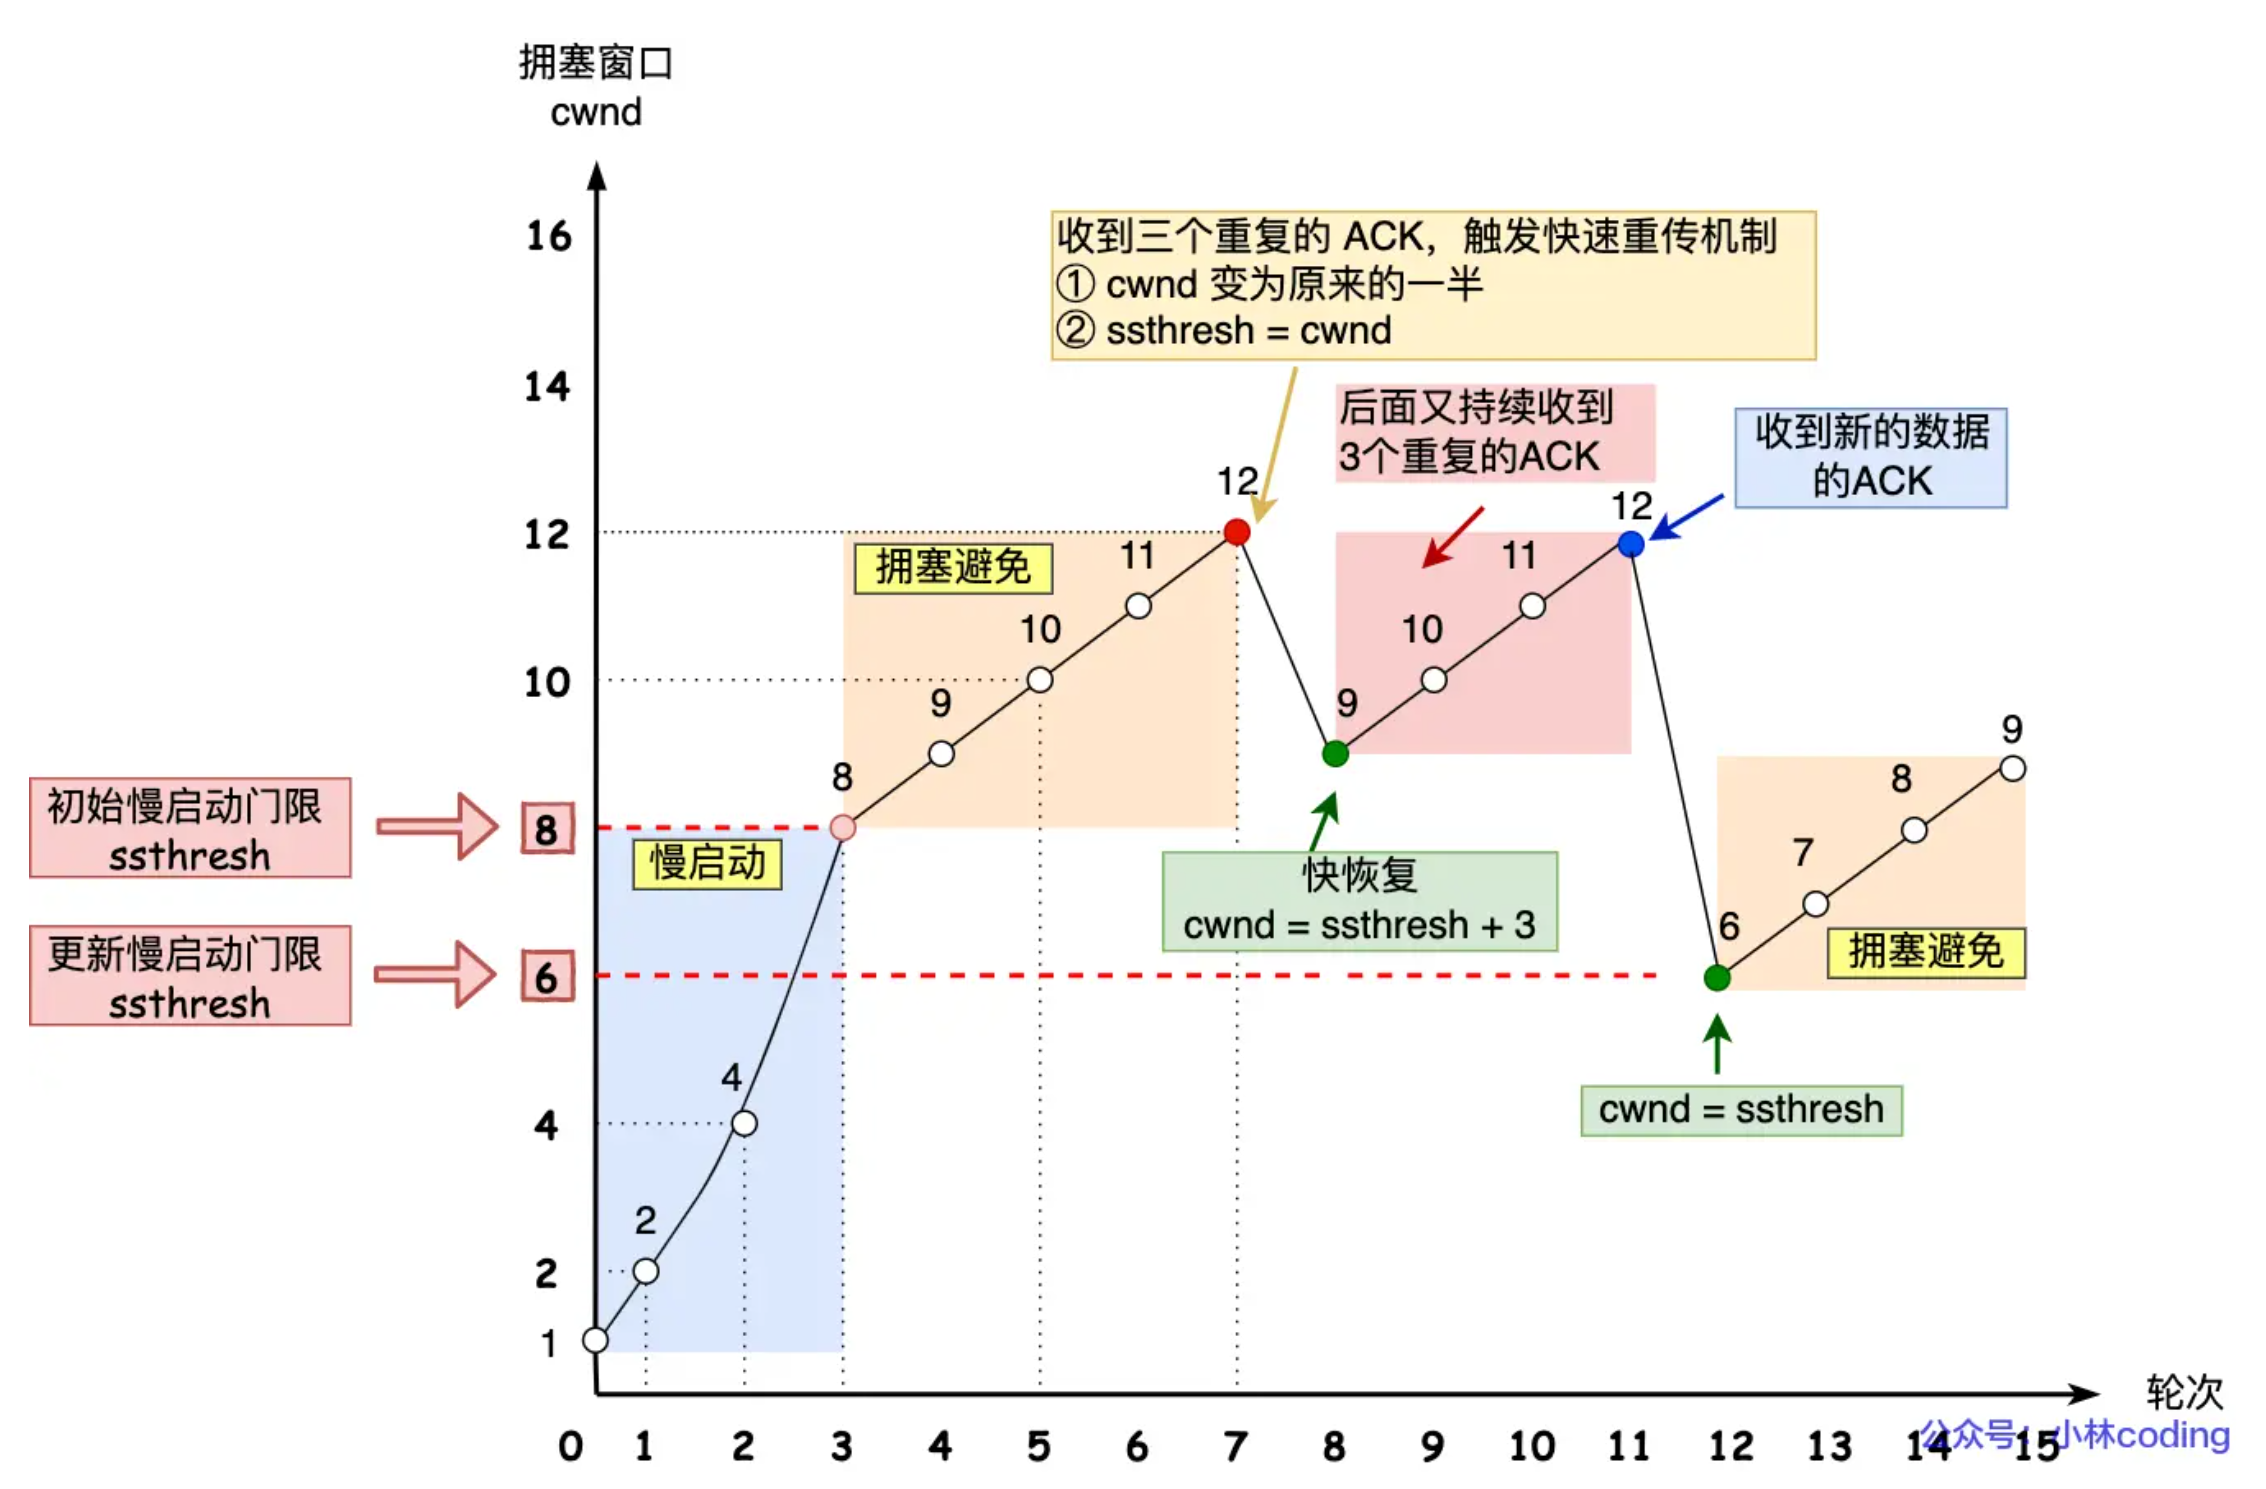 拥塞窗口
cwnd
16
14
12
10
8
6
4
2
1
收到三个重复的 ACK，触发快速重传机制
① cwnd 变为原来的一半
② ssthresh = cwnd
后面又持续收到
3个重复的ACK
收到新的数据
的ACK
初始慢启动门限
ssthresh
更新慢启动门限
ssthresh
慢启动
拥塞避免
2
4
8
9
10
11
12
9
10
11
12
6
7
8
9
快恢复
cwnd = ssthresh + 3
拥塞避免
cwnd = ssthresh
轮次
0 1 2 3 4 5 6 7 8 9 10 11 12 13 14 15
公众号：小林coding